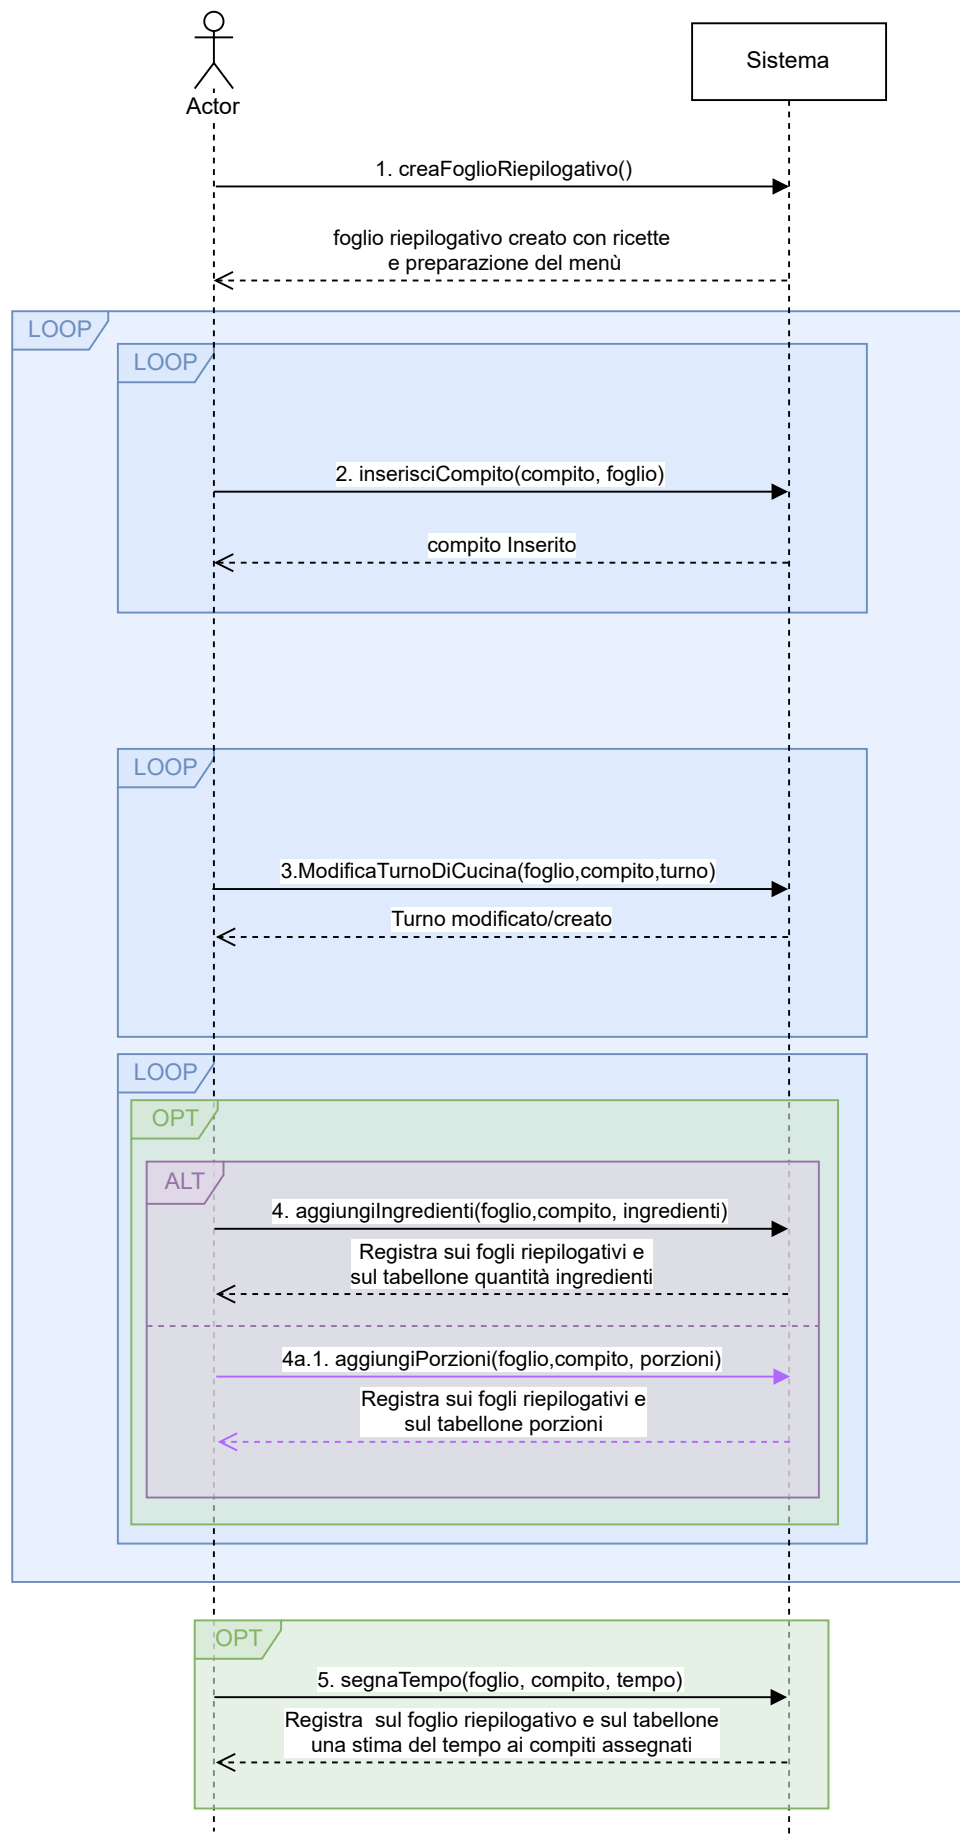 Sistema
Actor
1. creaFoglioRiepilogativo()
foglio riepilogativo creato con ricette
e preparazione del menù
LOOP
LOOP
2. inserisciCompito(compito, foglio)
compito Inserito
LOOP
3.ModificaTurnoDiCucina(foglio,compito,turno)
Turno modificato/creato
LOOP
OPT
ALT
4. aggiungiIngredienti(foglio,compito, ingredienti)
Registra sui fogli riepilogativi e
sul tabellone quantità ingredienti
4a.1. aggiungiPorzioni(foglio,compito, porzioni)
Registra sui fogli riepilogativi e
sul tabellone porzioni
OPT
5. segnaTempo(foglio, compito, tempo)
Registra  sul foglio riepilogativo e sul tabellone
una stima del tempo ai compiti assegnati